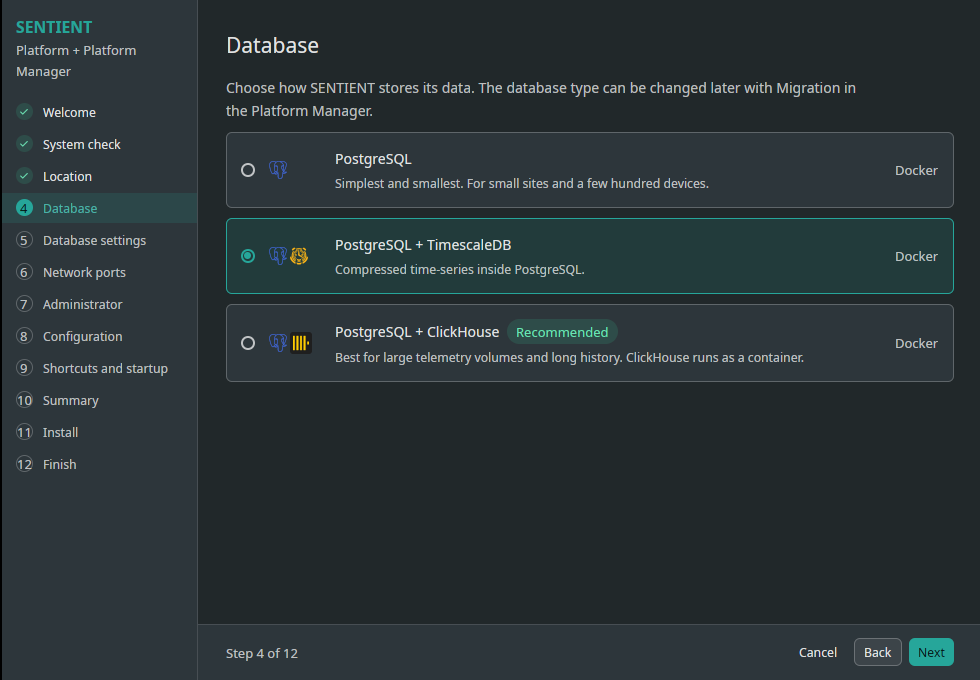 SENTIENT
Platform + Platform
Manager
Welcome
System check
Location
4 Database
5 Database settings
6 Network ports
7 Administrator
8 Configuration
9 Shortcuts and startup
10 Summary
11 Install
12 Finish
Database
Choose how SENTIENT stores its data. The database type can be changed later with Migration in
the Platform Manager.
PostgreSQL
Simplest and smallest. For small sites and a few hundred devices.
Docker
PostgreSQL + TimescaleDB
Compressed time-series inside PostgreSQL.
Docker
PostgreSQL + ClickHouse Recommended
Best for large telemetry volumes and long history. ClickHouse runs as a container.
Docker
Step 4 of 12
Cancel Back Next